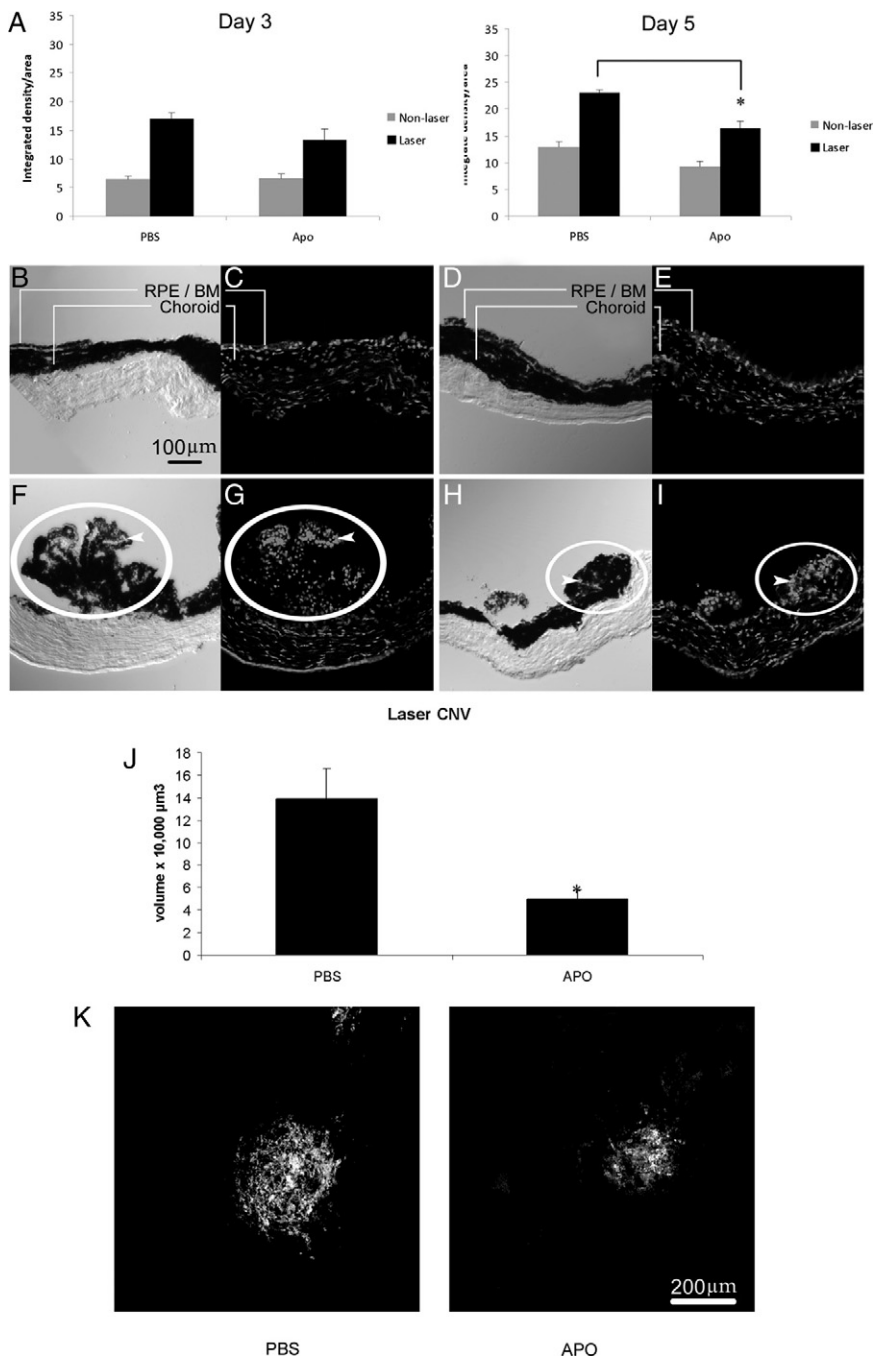 A
Day 3
Integrated density/area
35
30
25
20
15
10
5
0
PBS
Apo
Non-laser
Laser
Day 5
Integrate density/area
35
30
25
20
15
10
5
0
*
PBS
Apo
Non-laser
Laser
B
C
D
E
RPE / BM
Choroid
RPE / BM
Choroid
100µm
F
G
H
I
Laser CNV
J
volume x 10,000 µm3
18
16
14
12
10
8
6
4
2
0
*
PBS
APO
K
200µm
PBS
APO